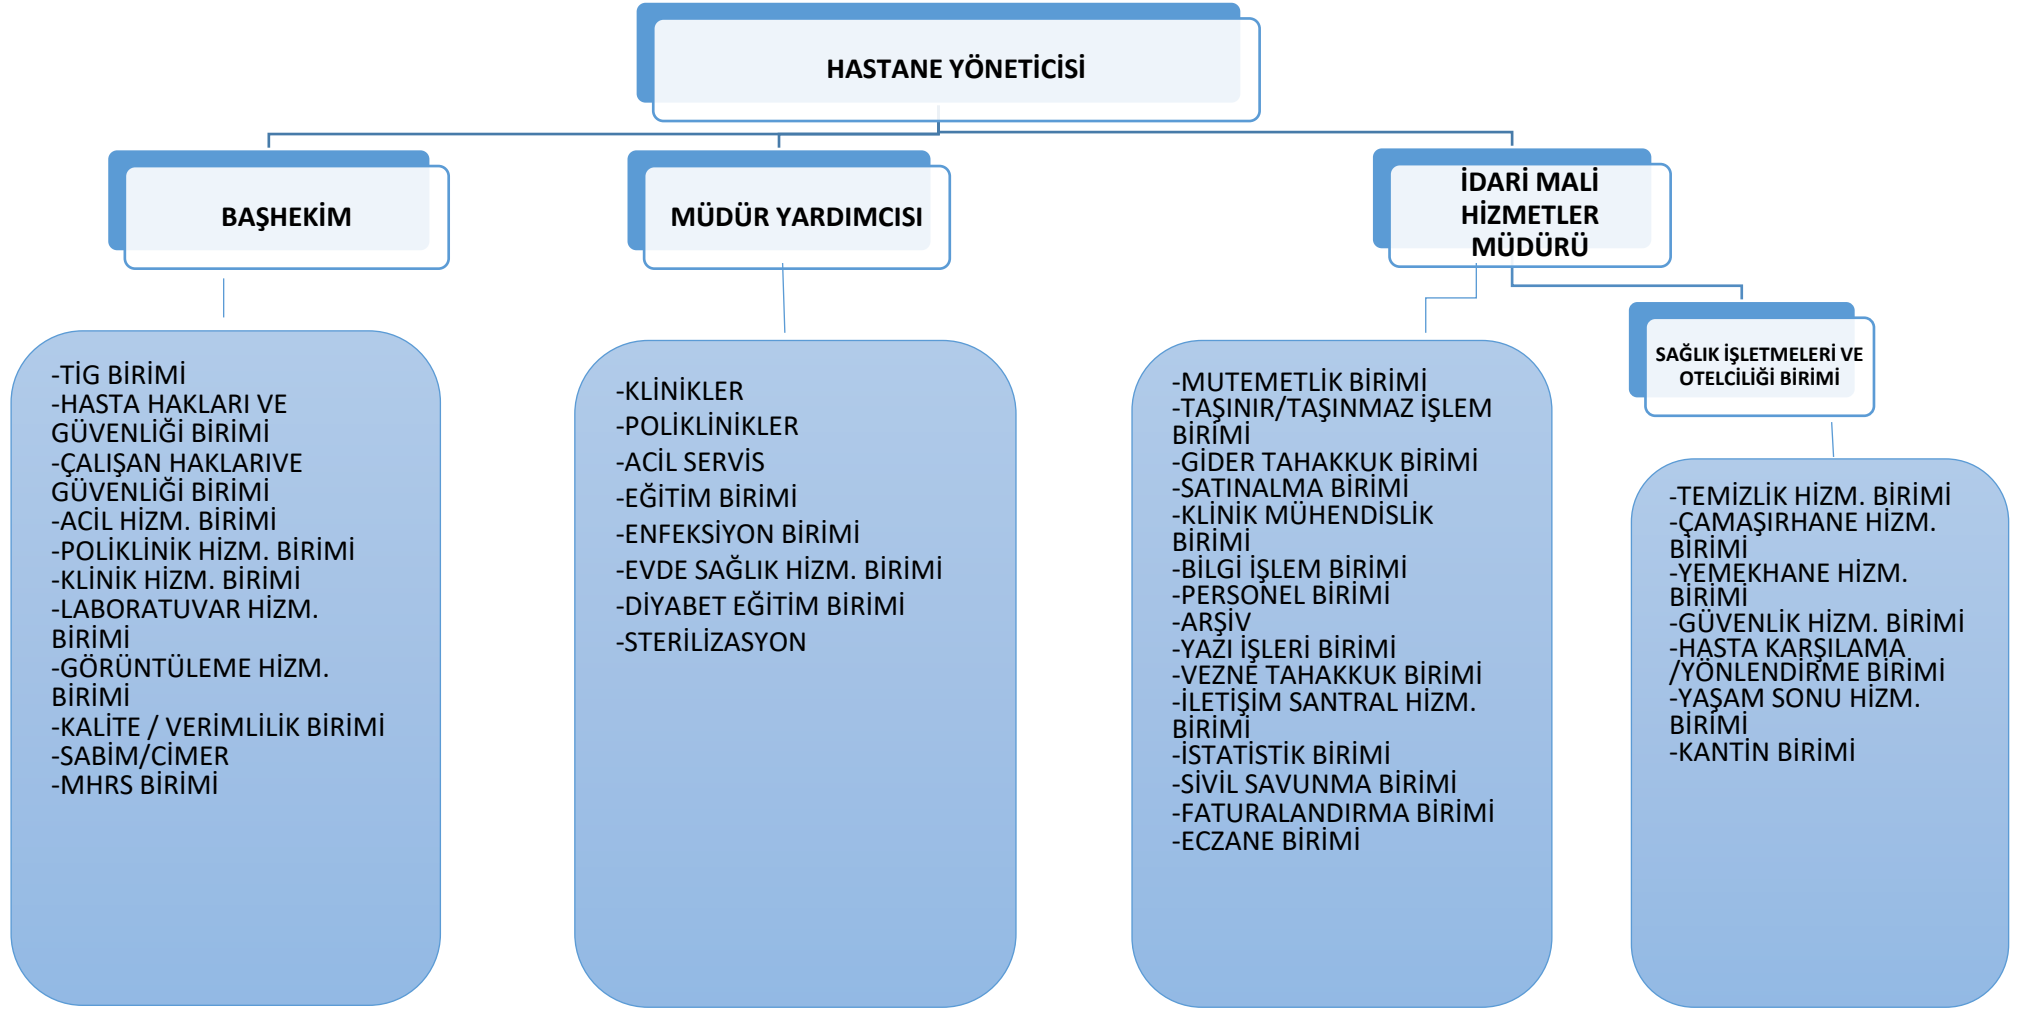 HASTANE YÖNETİCİSİ
BAŞHEKİM
MÜDÜR YARDIMCISI
İDARİ MALİ
HİZMETLER
MÜDÜRÜ
SAĞLIK İŞLETMELERİ VE
OTELCİLİĞİ BİRİMİ
-TİG BİRİMİ
-HASTA HAKLARI VE
GÜVENLİĞİ BİRİMİ
-ÇALIŞAN HAKLARIVE
GÜVENLİĞİ BİRİMİ
-ACİL HİZM. BİRİMİ
-POLİKLİNİK HİZM. BİRİMİ
-KLİNİK HİZM. BİRİMİ
-LABORATUVAR HİZM.
BİRİMİ
-GÖRÜNTÜLEME HİZM.
BİRİMİ
-KALİTE / VERİMLİLİK BİRİMİ
-SABİM/CİMER
-MHRS BİRİMİ
-KLİNİKLER
-POLİKLİNİKLER
-ACİL SERVİS
-EĞİTİM BİRİMİ
-ENFEKSİYON BİRİMİ
-EVDE SAĞLIK HİZM. BİRİMİ
-DİYABET EĞİTİM BİRİMİ
-STERİLİZASYON
-MUTEMETLİK BİRİMİ
-TAŞINIR/TAŞINMAZ İŞLEM
BİRİMİ
-GİDER TAHAKKUK BİRİMİ
-SATINALMA BİRİMİ
-KLİNİK MÜHENDİSLİK
BİRİMİ
-BİLGİ İŞLEM BİRİMİ
-PERSONEL BİRİMİ
-ARŞİV
-YAZI İŞLERİ BİRİMİ
-VEZNE TAHAKKUK BİRİMİ
-İLETİŞİM SANTRAL HİZM.
BİRİMİ
-İSTATİSTİK BİRİMİ
-SİVİL SAVUNMA BİRİMİ
-FATURALANDIRMA BİRİMİ
-ECZANE BİRİMİ
-TEMİZLİK HİZM. BİRİMİ
-ÇAMAŞIRHANE HİZM.
BİRİMİ
-YEMEKHANE HİZM.
BİRİMİ
-GÜVENLİK HİZM. BİRİMİ
-HASTA KARŞILAMA
/YÖNLENDİRME BİRİMİ
-YAŞAM SONU HİZM.
BİRİMİ
-KANTİN BİRİMİ